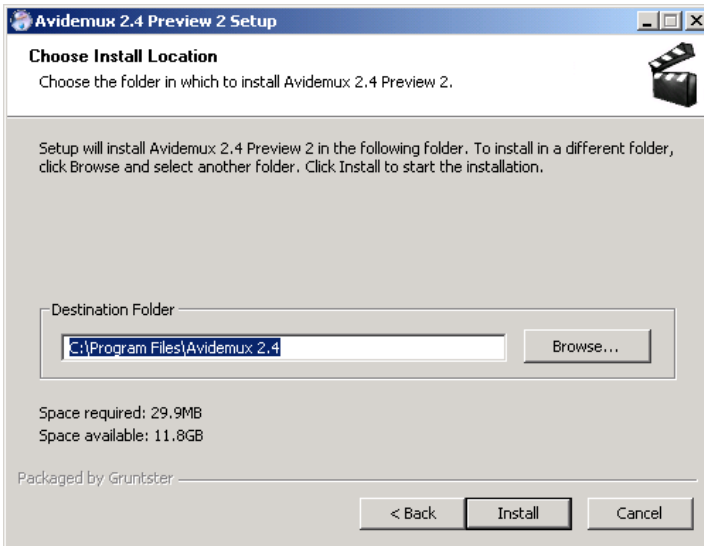 Avidemux 2.4 Preview 2 Setup
Choose Install Location
Choose the folder in which to install Avidemux 2.4 Preview 2.
Setup will install Avidemux 2.4 Preview 2 in the following folder. To install in a different folder,
click Browse and select another folder. Click Install to start the installation.
Destination Folder
C:\Program Files\Avidemux 2.4
Browse...
Space required: 29.9MB
Space available: 11.8GB
Packaged by Gruntster
< Back
Install
Cancel